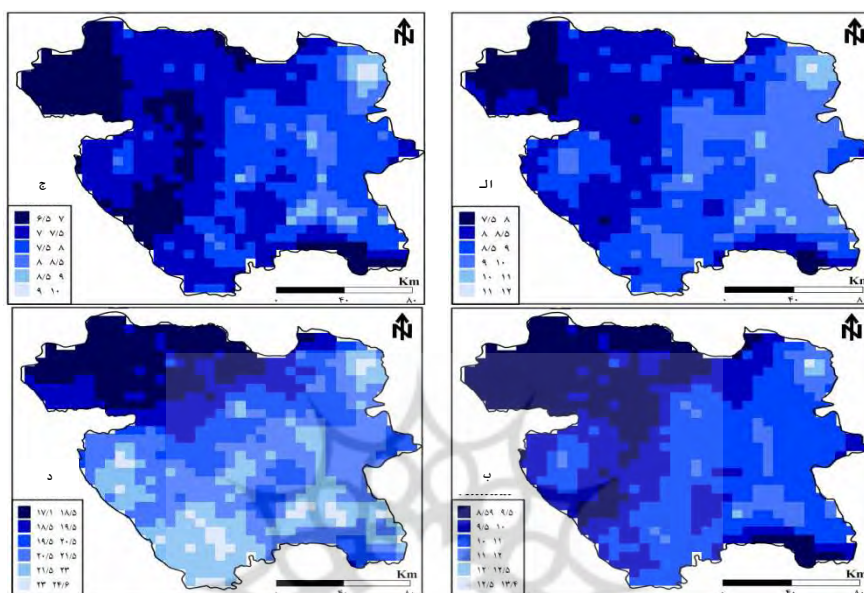 N
ج
۶/۵ ۷
۷ ۷/۵
۷/۵ ۸
۸ ۸/۵
۸/۵ ۹
۹ ۱۰
Km
۰ ۴۰ ۸۰
N
الـ
۷/۵ ۸
۸ ۸/۵
۸/۵ ۹
۹ ۱۰
۱۰ ۱۱
۱۱ ۱۲
Km
۰ ۴۰ ۸
N
د
۱۷/۱ ۱۸/۵
۱۸/۵ ۱۹/۵
۱۹/۵ ۲۰/۵
۲۰/۵ ۲۱/۵
۲۱/۵ ۲۳
۲۳ ۲۴/۶
Km
N
ب
۸/۵۹ ۹/۵
۹/۵ ۱۰
۱۰ ۱۱
۱۱ ۱۲
۱۲ ۱۲/۵
۱۲/۵ ۱۳/۴
Km